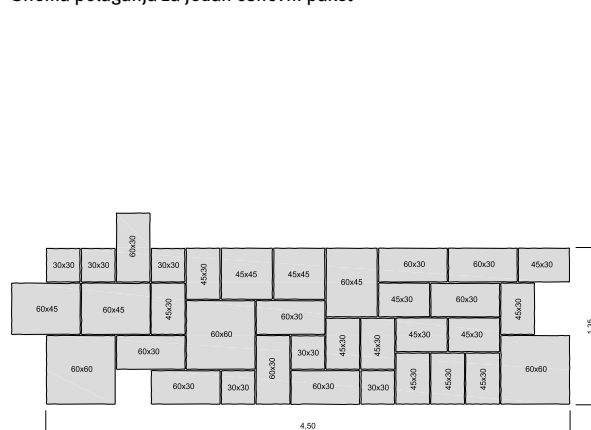 Shema polaganja za jedan osnovni paket
60x30
30x30 30x30 30x30 45x30 45x45 45x45 60x45 60x30 60x30 45x30
60x45 60x45 45x30 45x30 60x30 45x30
60x60 60x30 45x30 45x30
60x30 60x60 30x30 45x30 45x30 60x60
60x30
60x30 30x30 60x30 30x30 45x30 45x30 45x30
1,35
4,50